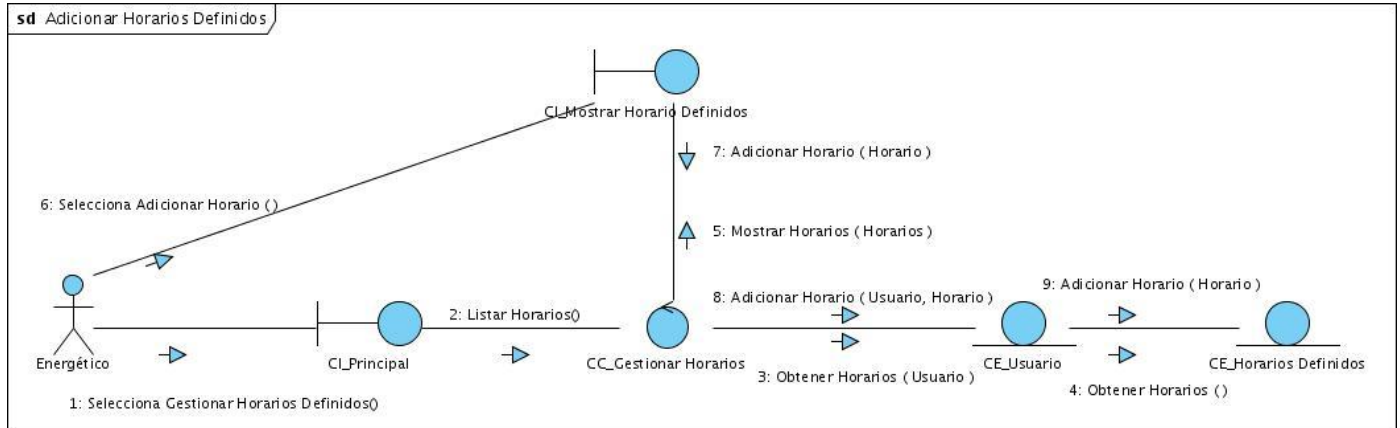 sd Adicionar Horarios Definidos
CI_Mostrar Horario Definidos
7: Adicionar Horario ( Horario )
6: Selecciona Adicionar Horario ()
5: Mostrar Horarios ( Horarios )
8: Adicionar Horario ( Usuario, Horario )
9: Adicionar Horario ( Horario )
2: Listar Horarios()
Energético
CI_Principal
CC_Gestionar Horarios
CE_Usuario
CE_Horarios Definidos
3: Obtener Horarios ( Usuario )
4: Obtener Horarios ()
1: Selecciona Gestionar Horarios Definidos()